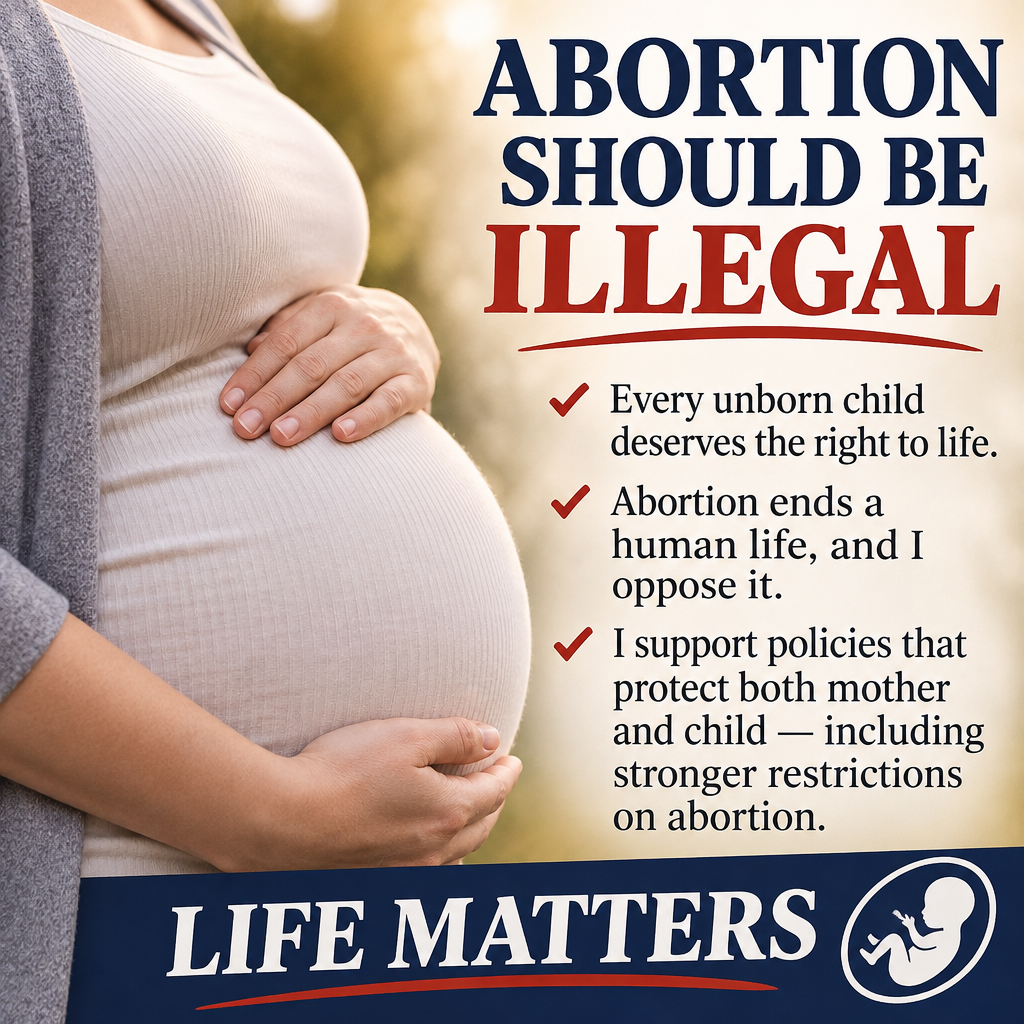 ABORTION
SHOULD BE
ILLEGAL
Every unborn child
deserves the right to life.
Abortion ends a
human life, and I
oppose it.
I support policies that
protect both mother
and child — including
stronger restrictions
on abortion.
LIFE MATTERS